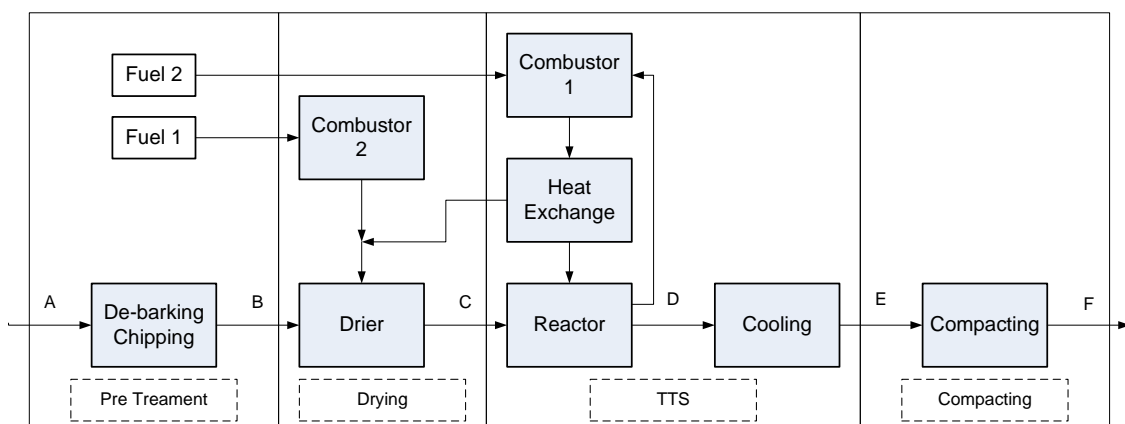 Fuel 2
Combustor
1
Fuel 1
Combustor
2
Heat
Exchange
A
De-barking
Chipping
B
Drier
C
Reactor
D
Cooling
E
Compacting
F
Pre Treament
Drying
TTS
Compacting